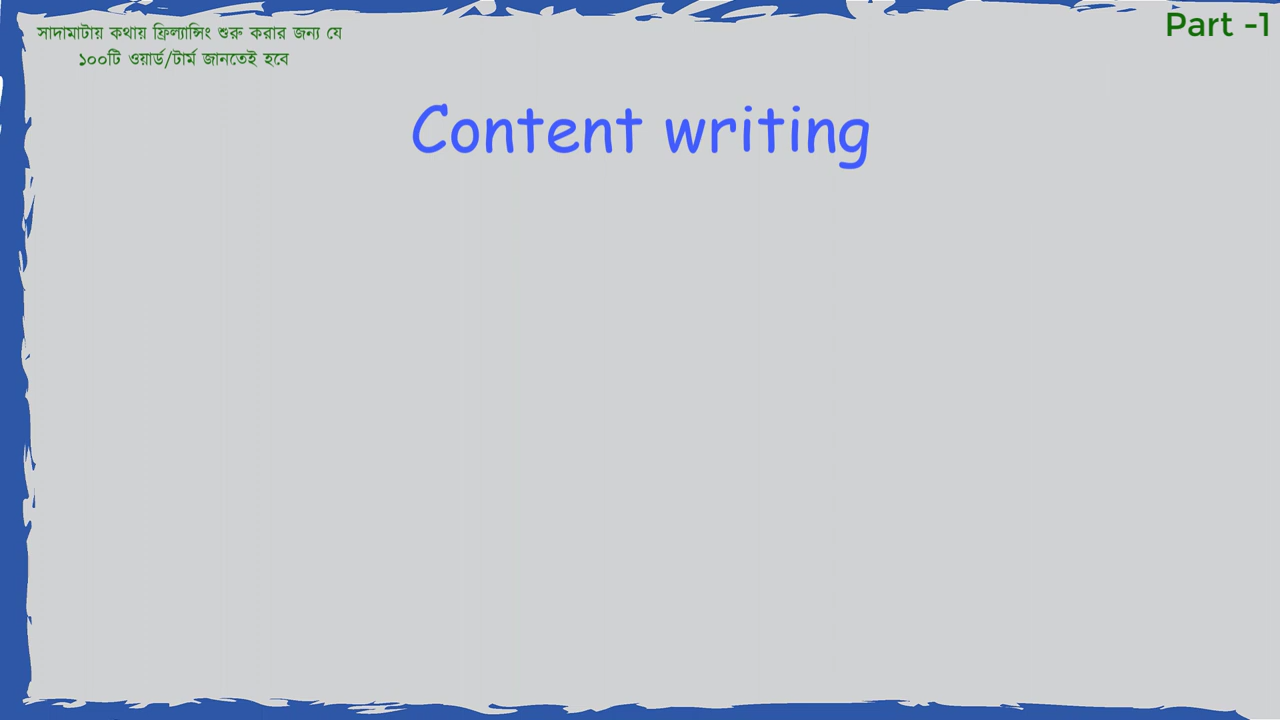 সাদামাটায় কথায় ফ্রিল্যান্সিং শুরু করার জন্য যে
১০০টি ওয়ার্ড/টার্ম জানতেই হবে
Part -1
Content writing